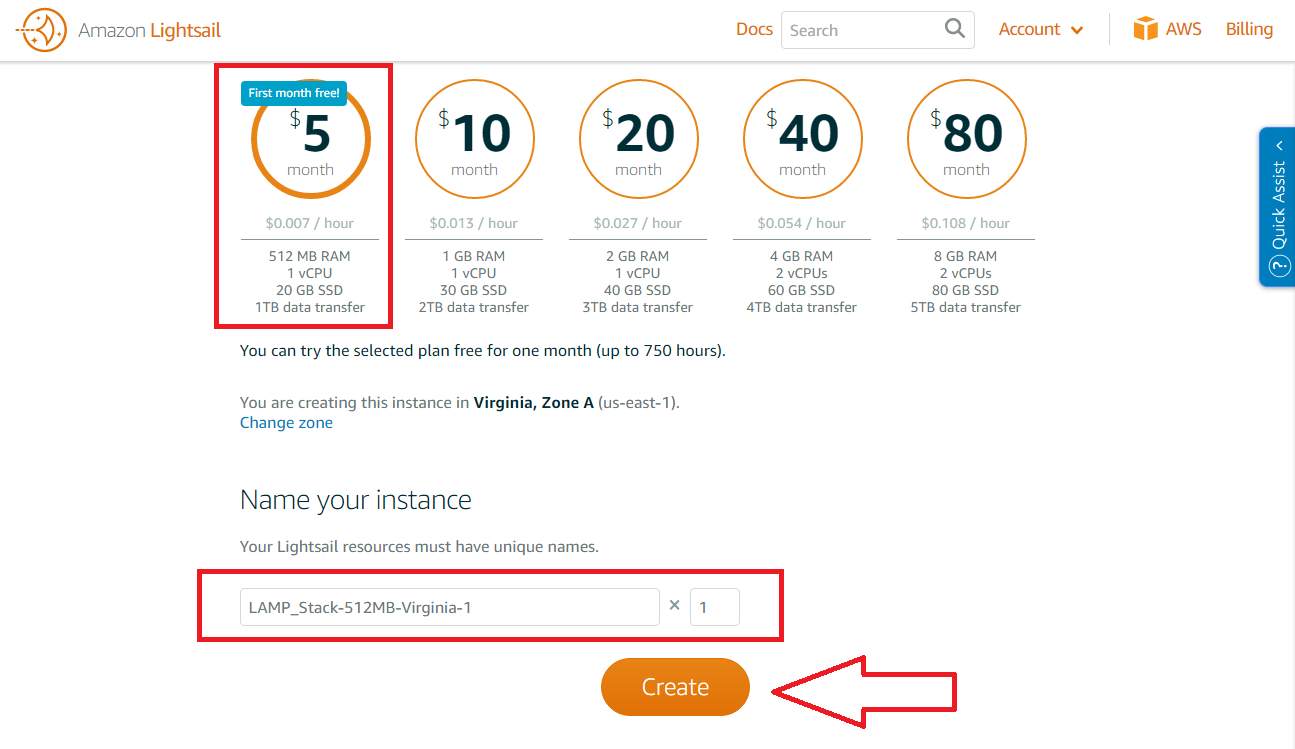 Amazon Lightsail
Docs
Search
Account
AWS
Billing
First month free!
$5
month
$0.007 / hour
512 MB RAM
1 vCPU
20 GB SSD
1TB data transfer
$10
month
$0.013 / hour
1 GB RAM
1 vCPU
30 GB SSD
2TB data transfer
$20
month
$0.027 / hour
2 GB RAM
1 vCPU
40 GB SSD
3TB data transfer
$40
month
$0.054 / hour
4 GB RAM
2 vCPUs
60 GB SSD
4TB data transfer
$80
month
$0.108 / hour
8 GB RAM
2 vCPUs
80 GB SSD
5TB data transfer
Quick Assist
?
You can try the selected plan free for one month (up to 750 hours).
You are creating this instance in Virginia, Zone A (us-east-1).
Change zone
Name your instance
Your Lightsail resources must have unique names.
LAMP_Stack-512MB-Virginia-1 × 1
Create